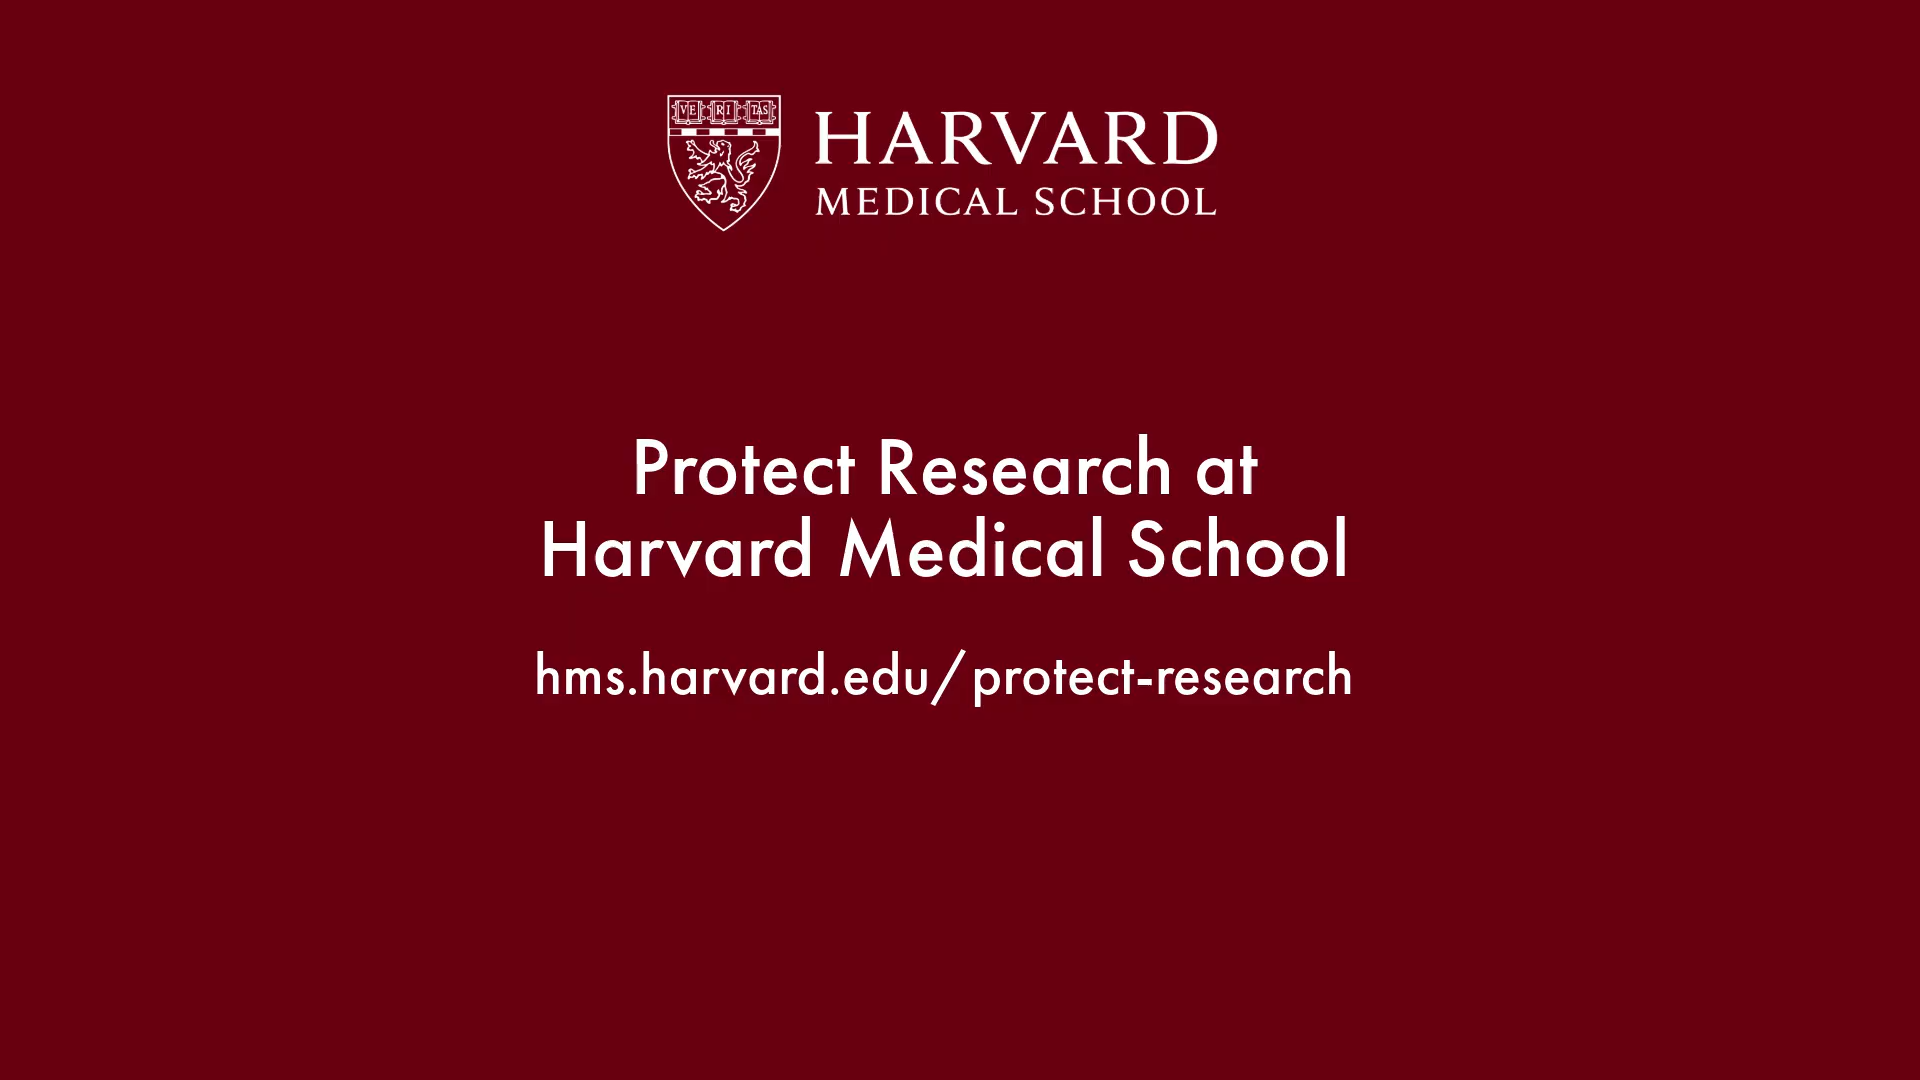 VE RI TAS
HARVARD
MEDICAL SCHOOL
Protect Research at
Harvard Medical School
hms.harvard.edu/protect-research